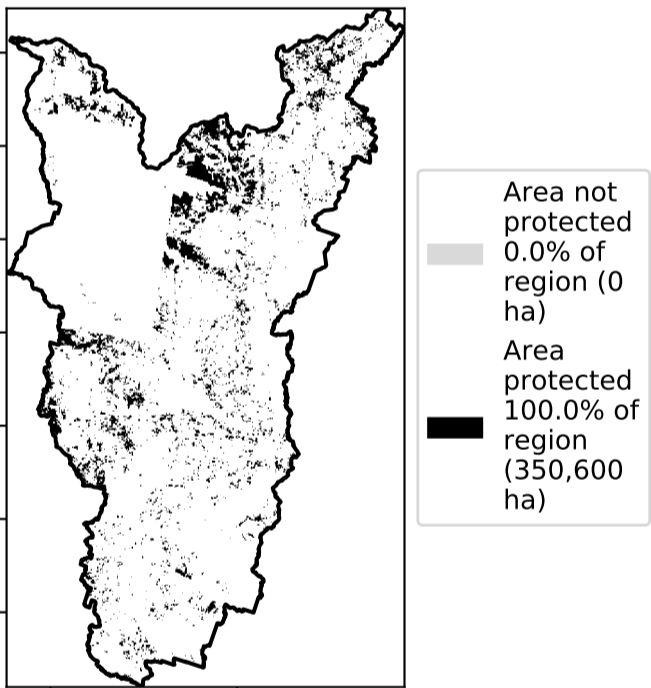 Area not
protected
0.0% of
region (0
ha)
Area
protected
100.0% of
region
(350,600
ha)